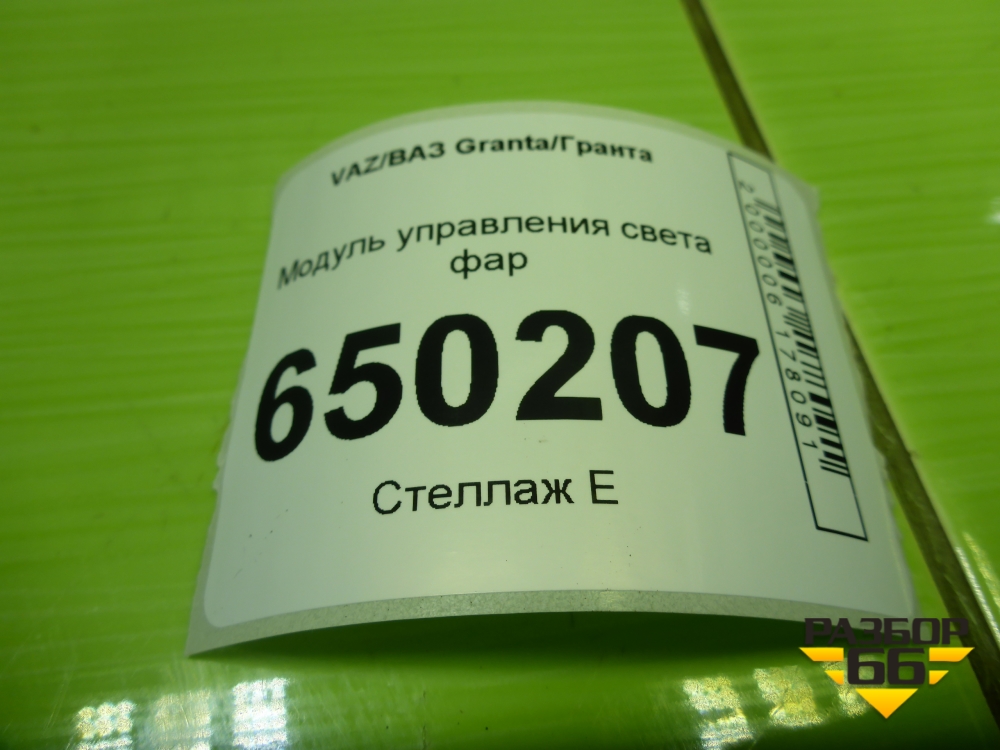 VAZ/ВАЗ Granta/Гранта
Модуль управления света
фар
650207
Стеллаж Е
2000006178091
РАЗБОР
66